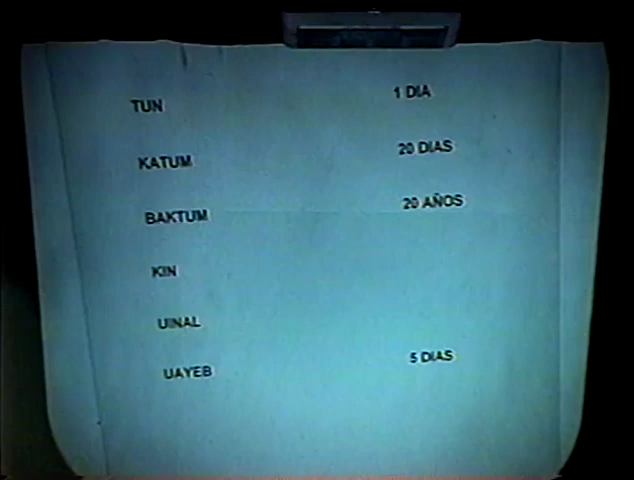 TUN 1 DIA
KATUM 20 DIAS
BAKTUM 20 AÑOS
KIN
UINAL
UAYEB 5 DIAS